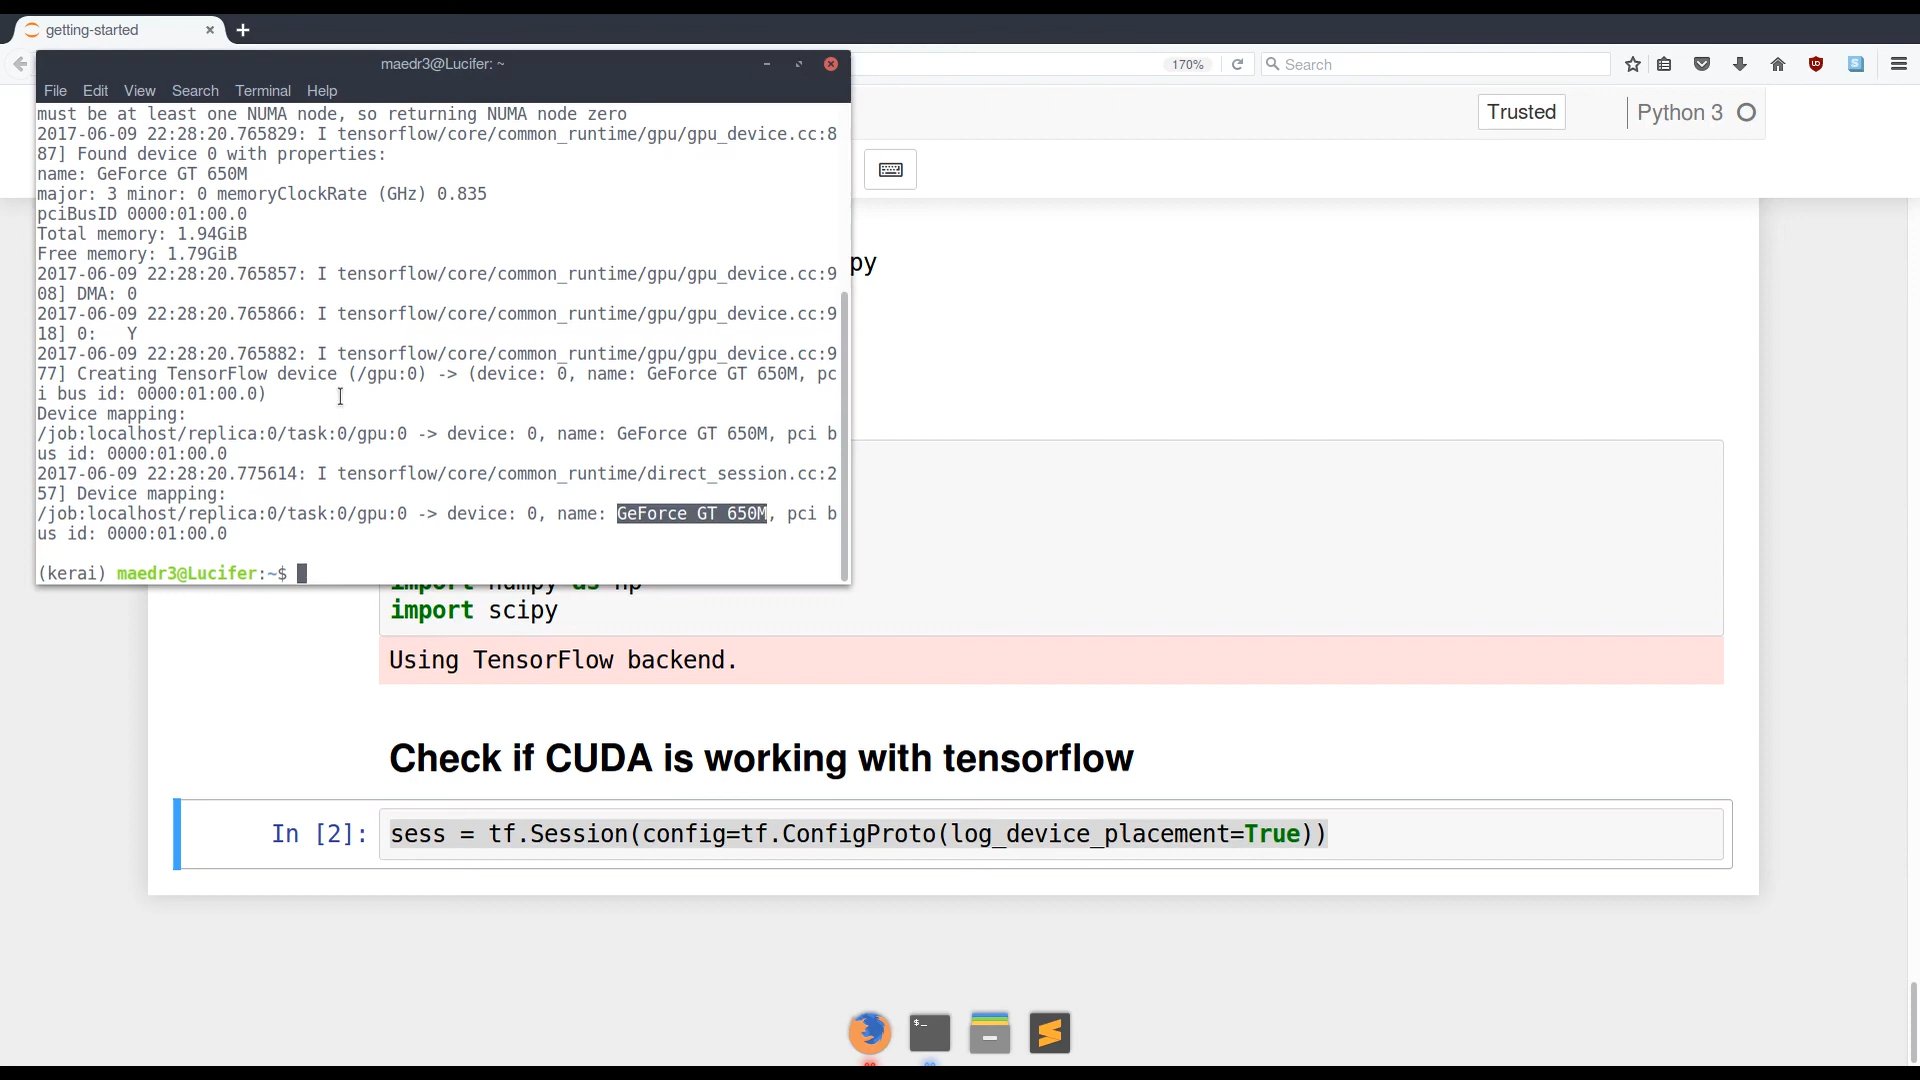 getting-started
maedr3@Lucifer: ~
170%
Search
File Edit View Search Terminal Help
must be at least one NUMA node, so returning NUMA node zero
2017-06-09 22:28:20.765829: I tensorflow/core/common_runtime/gpu/gpu_device.cc:8
87] Found device 0 with properties:
name: GeForce GT 650M
major: 3 minor: 0 memoryClockRate (GHz) 0.835
pciBusID 0000:01:00.0
Total memory: 1.94GiB
Free memory: 1.79GiB
2017-06-09 22:28:20.765857: I tensorflow/core/common_runtime/gpu/gpu_device.cc:9
08] DMA: 0
2017-06-09 22:28:20.765866: I tensorflow/core/common_runtime/gpu/gpu_device.cc:9
18] 0:   Y
2017-06-09 22:28:20.765882: I tensorflow/core/common_runtime/gpu/gpu_device.cc:9
77] Creating TensorFlow device (/gpu:0) -> (device: 0, name: GeForce GT 650M, pc
i bus id: 0000:01:00.0)
Device mapping:
/job:localhost/replica:0/task:0/gpu:0 -> device: 0, name: GeForce GT 650M, pci b
us id: 0000:01:00.0
2017-06-09 22:28:20.775614: I tensorflow/core/common_runtime/direct_session.cc:2
57] Device mapping:
/job:localhost/replica:0/task:0/gpu:0 -> device: 0, name: GeForce GT 650M, pci b
us id: 0000:01:00.0
(kerai) maedr3@Lucifer:~$
Trusted
Python 3
py
import numpy as np
import scipy
Using TensorFlow backend.
Check if CUDA is working with tensorflow
In [2]: sess = tf.Session(config=tf.ConfigProto(log_device_placement=True))